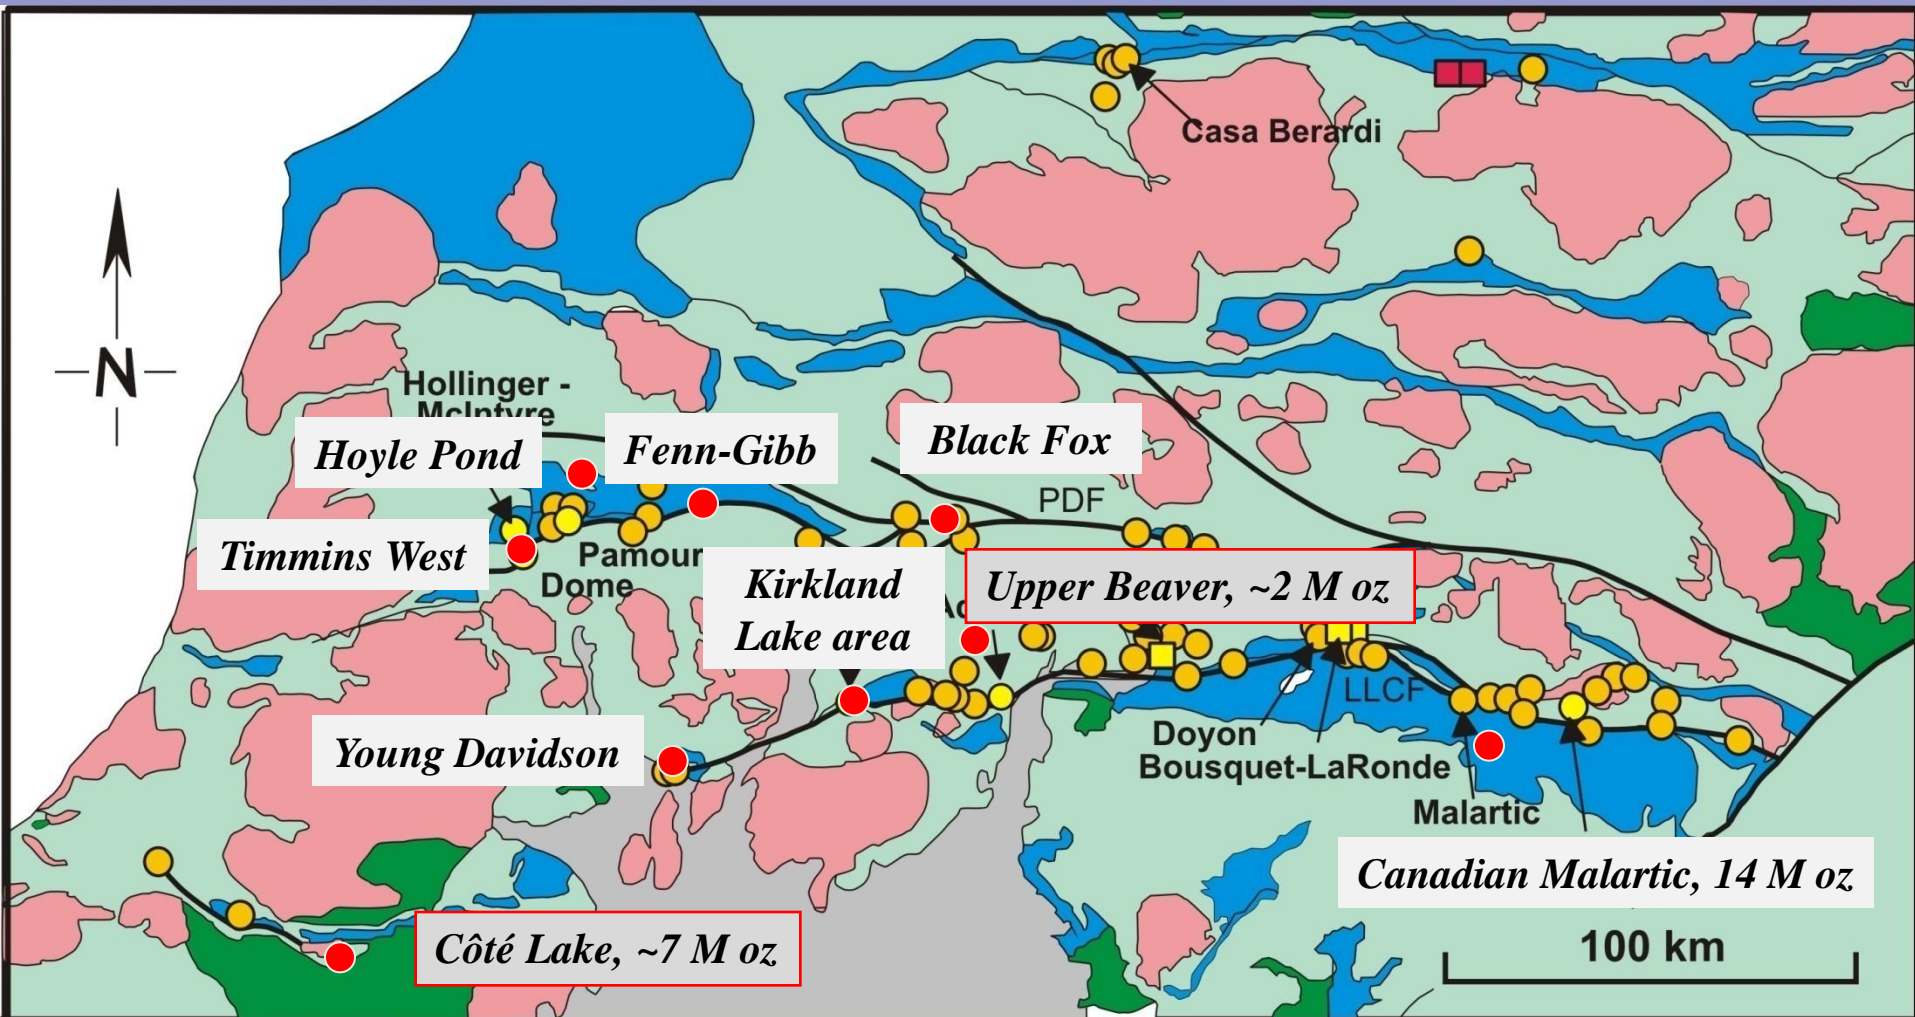 Casa Berardi
N
Hollinger -
McIntyre
Hoyle Pond
Fenn-Gibb
Black Fox
PDF
Timmins West
Pamour
Dome
Kirkland
Lake area
Upper Beaver, ~2 M oz
LLCF
Young Davidson
Doyon
Bousquet-LaRonde
Malartic
Canadian Malartic, 14 M oz
Côté Lake, ~7 M oz
100 km